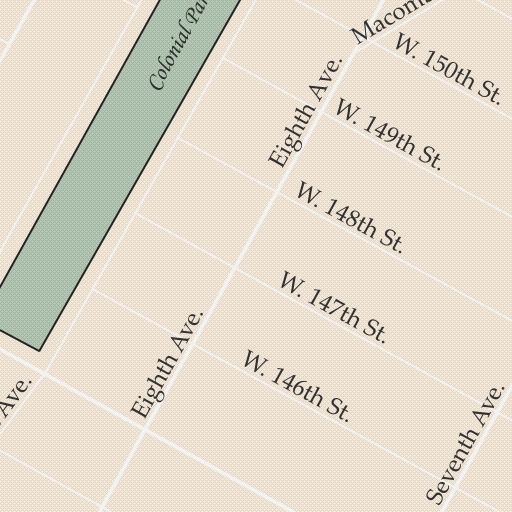 Colonial Par
Macom
W. 150th St.
Eighth Ave.
W. 149th St.
W. 148th St.
W. 147th St.
Eighth Ave.
W. 146th St.
Ave.
Seventh Ave.